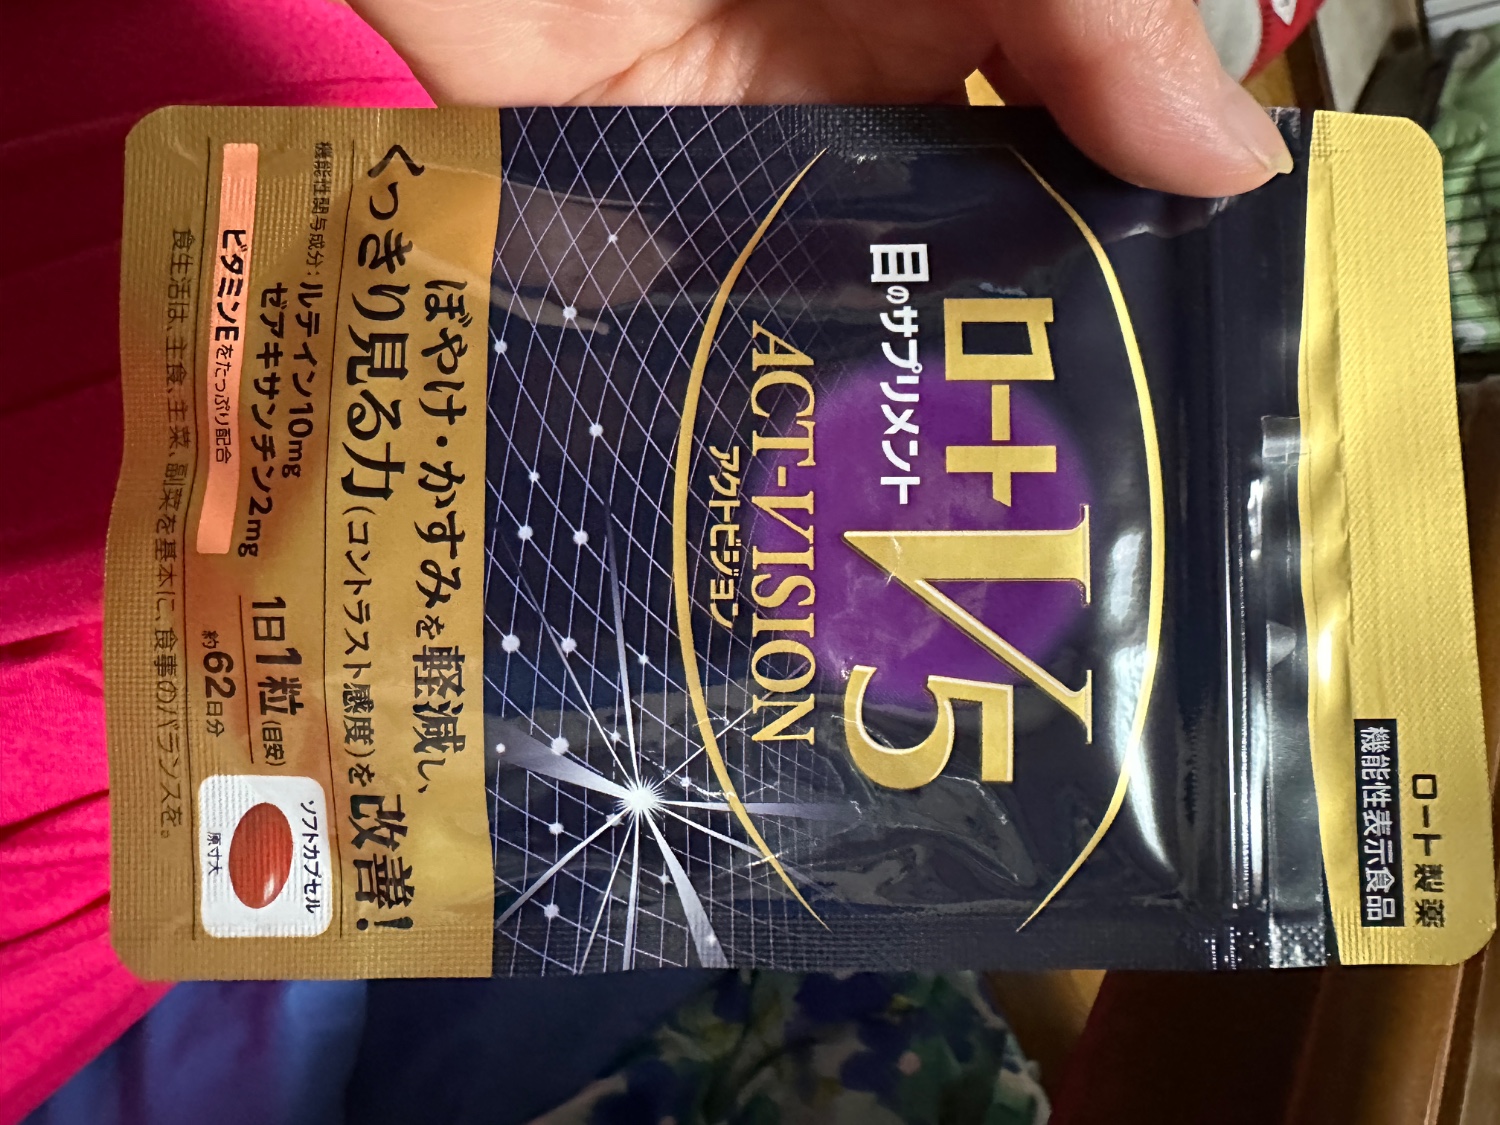 ロート製薬
機能性表示食品
ロートV5
目のサプリメント
ACT-VISION
アクトビジョン
ぼやけ・かすみを軽減し、
くっきり見る力(コントラスト感度)を改善!
機能性関与成分:ルテイン10mg
ゼアキサンチン2mg
ビタミンEをたっぷり配合
1日1粒(目安)
約62日分
ソフトカプセル
原寸大
食生活は、主食、主菜、副菜を基本に、食事のバランスを。